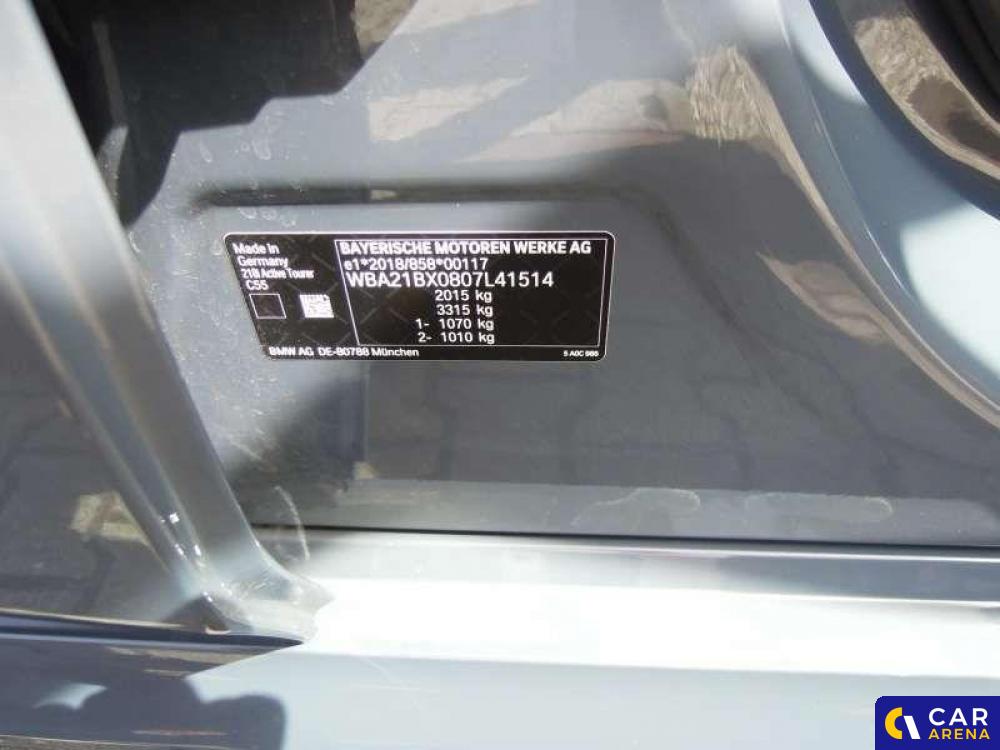 Made in
Germany
218i Active Tourer
C55
BAYERISCHE MOTOREN WERKE AG
e1*2018/858*00117
WBA21BX0807L41514
2015 kg
3315 kg
1- 1070 kg
2- 1010 kg
BMW AG DE-80788 München
5 A0C 986
CAR
ARENA